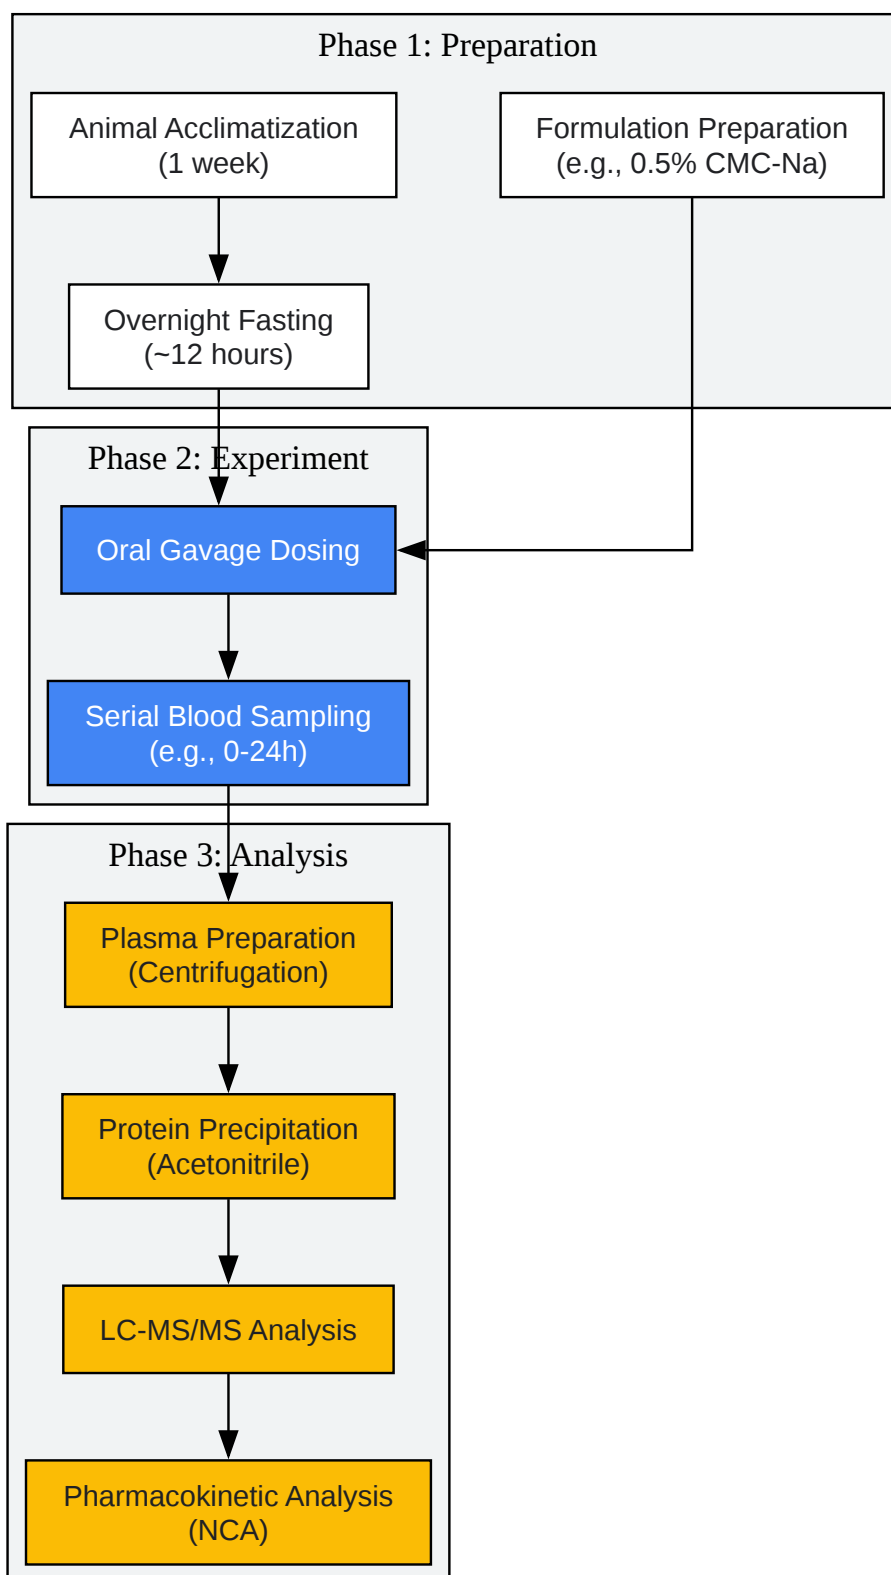 Phase 1: Preparation
Animal Acclimatization
(1 week)
Formulation Preparation
(e.g., 0.5% CMC-Na)
Overnight Fasting
(~12 hours)
Phase 2: Experiment
Oral Gavage Dosing
Serial Blood Sampling
(e.g., 0-24h)
Phase 3: Analysis
Plasma Preparation
(Centrifugation)
Protein Precipitation
(Acetonitrile)
LC-MS/MS Analysis
Pharmacokinetic Analysis
(NCA)